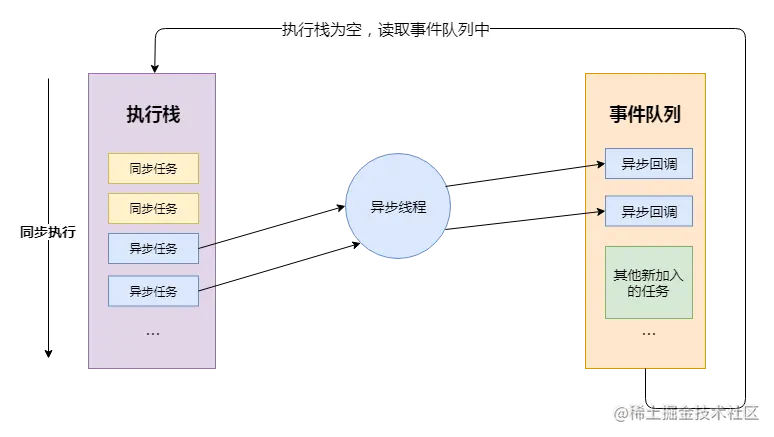 执行栈为空，读取事件队列中
执行栈
事件队列
同步任务
同步任务
异步任务
异步任务
...
同步执行
异步线程
异步回调
异步回调
其他新加入
的任务
...
@稀土掘金技术社区